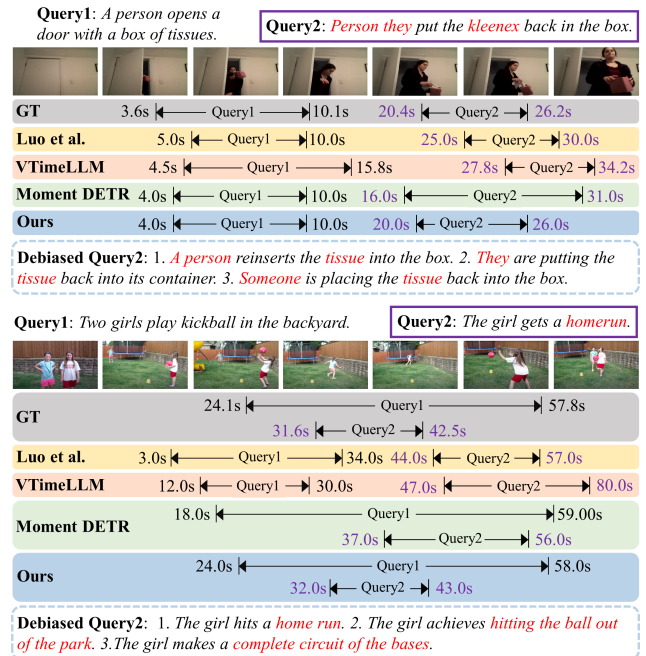 Query1: A person opens a
door with a box of tissues.
Query2: Person they put the kleenex back in the box.
GT 3.6s Query1 10.1s 20.4s Query2 26.2s
Luo et al. 5.0s Query1 10.0s 25.0s Query2 30.0s
VTimeLLM 4.5s Query1 15.8s 27.8s Query2 34.2s
Moment DETR 4.0s Query1 10.0s 16.0s Query2 31.0s
Ours 4.0s Query1 10.0s 20.0s Query2 26.0s
Debiased Query2: 1. A person reinserts the tissue into the box. 2. They are putting the
tissue back into its container. 3. Someone is placing the tissue back into the box.
Query1: Two girls play kickball in the backyard.
Query2: The girl gets a homerun.
GT 24.1s Query1 57.8s
31.6s Query2 42.5s
Luo et al. 3.0s Query1 34.0s 44.0s Query2 57.0s
VTimeLLM 12.0s Query1 30.0s 47.0s Query2 80.0s
Moment DETR 18.0s Query1 59.00s
37.0s Query2 56.0s
Ours 24.0s Query1 58.0s
32.0s Query2 43.0s
Debiased Query2: 1. The girl hits a home run. 2. The girl achieves hitting the ball out
of the park. 3.The girl makes a complete circuit of the bases.